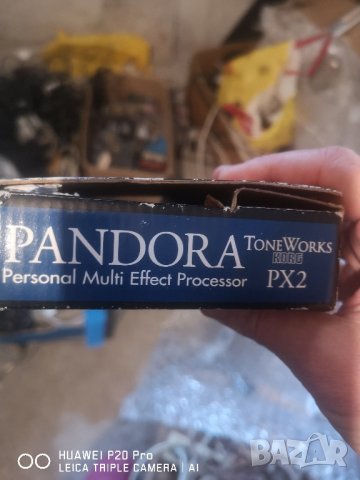 PANDORA TONEWORKS
KORG
Personal Multi Effect Processor PX2
HUAWEI P20 Pro
LEICA TRIPLE CAMERA | AI
BAZAR